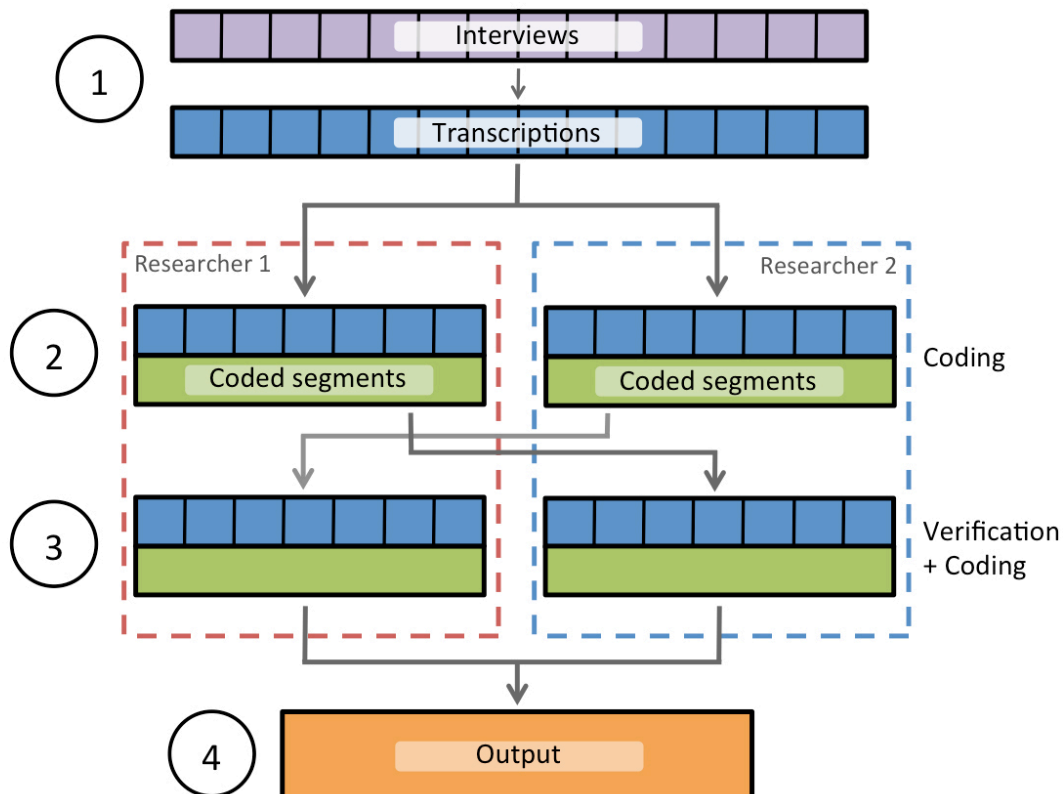 Interviews
1
Transcriptions
Researcher 1
Researcher 2
2
Coded segments
Coded segments
Coding
3
Verification
+ Coding
4
Output